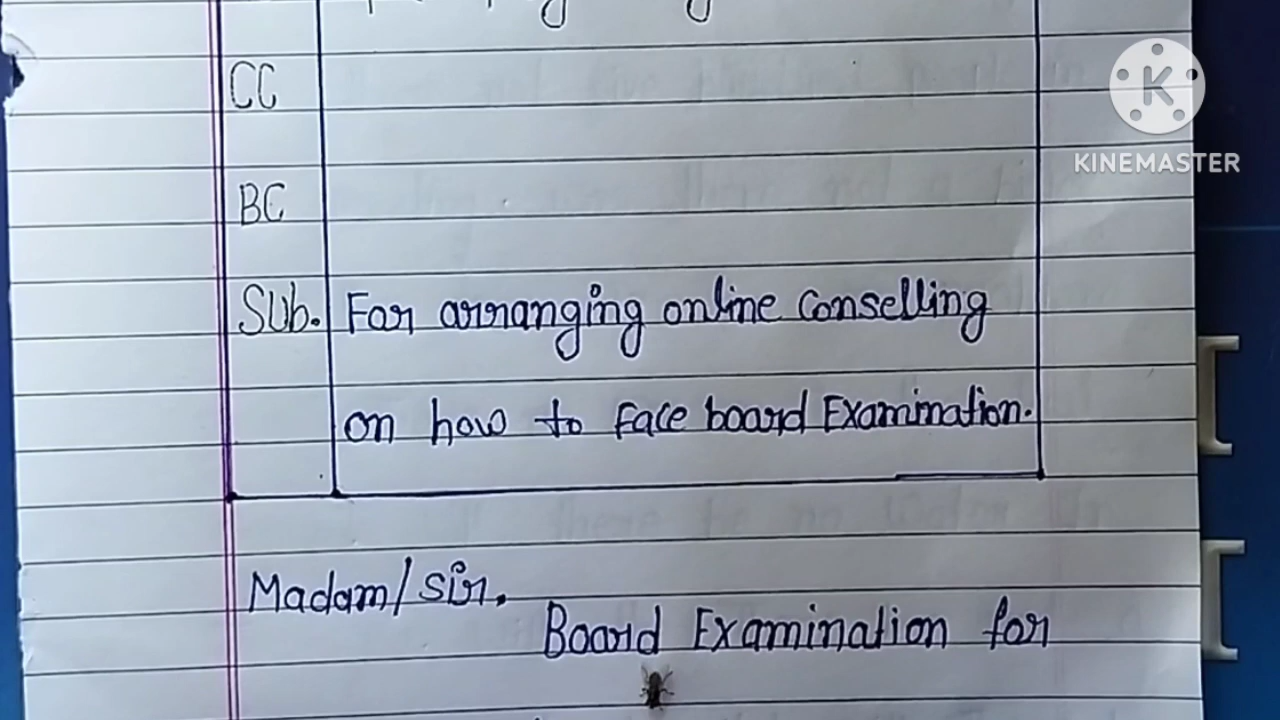 CC
BC
Sub. For arranging online Conselling
on how to Face board Examination.
Madam/Sir.
Board Examination for
KINEMASTER